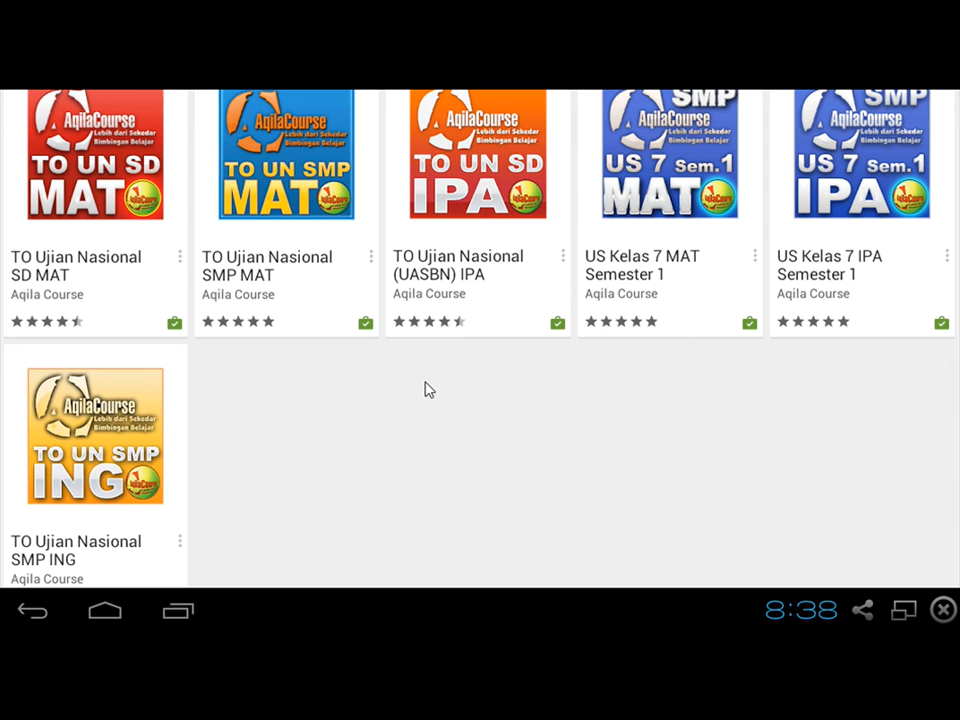 AqilaCourse
Lebih dari Sekedar
Bimbingan Belajar
TO UN SD
MAT
AqilaCourse
Lebih dari Sekedar
Bimbingan Belajar
TO UN SMP
MAT
AqilaCourse
Lebih dari Sekedar
Bimbingan Belajar
TO UN SD
IPA
SMP
AqilaCourse
Lebih dari Sekedar
Bimbingan Belajar
US 7 Sem.1
MAT
SMP
AqilaCourse
Lebih dari Sekedar
Bimbingan Belajar
US 7 Sem.1
IPA
TO Ujian Nasional
SD MAT
Aqila Course
TO Ujian Nasional
SMP MAT
Aqila Course
TO Ujian Nasional
(UASBN) IPA
Aqila Course
US Kelas 7 MAT
Semester 1
Aqila Course
US Kelas 7 IPA
Semester 1
Aqila Course
AqilaCourse
Lebih dari Sekedar
Bimbingan Belajar
TO UN SMP
ING
TO Ujian Nasional
SMP ING
Aqila Course
8:38